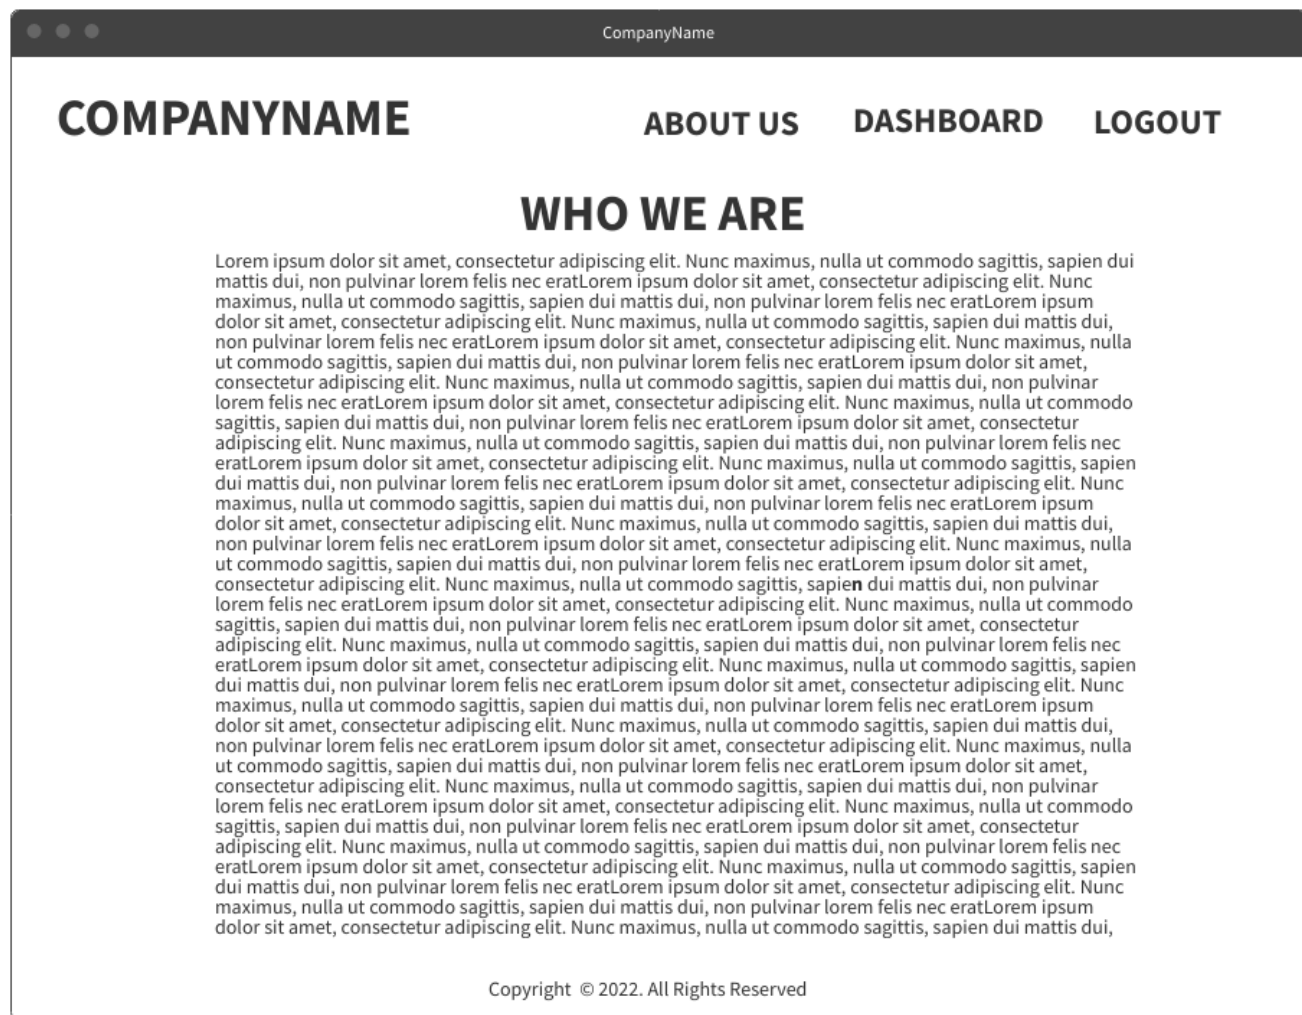 CompanyName
COMPANYNAME
ABOUT US
DASHBOARD
LOGOUT
WHO WE ARE
Lorem ipsum dolor sit amet, consectetur adipiscing elit. Nunc maximus, nulla ut commodo sagittis, sapien dui
mattis dui, non pulvinar lorem felis nec eratLorem ipsum dolor sit amet, consectetur adipiscing elit. Nunc
maximus, nulla ut commodo sagittis, sapien dui mattis dui, non pulvinar lorem felis nec eratLorem ipsum
dolor sit amet, consectetur adipiscing elit. Nunc maximus, nulla ut commodo sagittis, sapien dui mattis dui,
non pulvinar lorem felis nec eratLorem ipsum dolor sit amet, consectetur adipiscing elit. Nunc maximus, nulla
ut commodo sagittis, sapien dui mattis dui, non pulvinar lorem felis nec eratLorem ipsum dolor sit amet,
consectetur adipiscing elit. Nunc maximus, nulla ut commodo sagittis, sapien dui mattis dui, non pulvinar
lorem felis nec eratLorem ipsum dolor sit amet, consectetur adipiscing elit. Nunc maximus, nulla ut commodo
sagittis, sapien dui mattis dui, non pulvinar lorem felis nec eratLorem ipsum dolor sit amet, consectetur
adipiscing elit. Nunc maximus, nulla ut commodo sagittis, sapien dui mattis dui, non pulvinar lorem felis nec
eratLorem ipsum dolor sit amet, consectetur adipiscing elit. Nunc maximus, nulla ut commodo sagittis, sapien
dui mattis dui, non pulvinar lorem felis nec eratLorem ipsum dolor sit amet, consectetur adipiscing elit. Nunc
maximus, nulla ut commodo sagittis, sapien dui mattis dui, non pulvinar lorem felis nec eratLorem ipsum
dolor sit amet, consectetur adipiscing elit. Nunc maximus, nulla ut commodo sagittis, sapien dui mattis dui,
non pulvinar lorem felis nec eratLorem ipsum dolor sit amet, consectetur adipiscing elit. Nunc maximus, nulla
ut commodo sagittis, sapien dui mattis dui, non pulvinar lorem felis nec eratLorem ipsum dolor sit amet,
consectetur adipiscing elit. Nunc maximus, nulla ut commodo sagittis, sapien dui mattis dui, non pulvinar
lorem felis nec eratLorem ipsum dolor sit amet, consectetur adipiscing elit. Nunc maximus, nulla ut commodo
sagittis, sapien dui mattis dui, non pulvinar lorem felis nec eratLorem ipsum dolor sit amet, consectetur
adipiscing elit. Nunc maximus, nulla ut commodo sagittis, sapien dui mattis dui, non pulvinar lorem felis nec
eratLorem ipsum dolor sit amet, consectetur adipiscing elit. Nunc maximus, nulla ut commodo sagittis, sapien
dui mattis dui, non pulvinar lorem felis nec eratLorem ipsum dolor sit amet, consectetur adipiscing elit. Nunc
maximus, nulla ut commodo sagittis, sapien dui mattis dui, non pulvinar lorem felis nec eratLorem ipsum
dolor sit amet, consectetur adipiscing elit. Nunc maximus, nulla ut commodo sagittis, sapien dui mattis dui,
non pulvinar lorem felis nec eratLorem ipsum dolor sit amet, consectetur adipiscing elit. Nunc maximus, nulla
ut commodo sagittis, sapien dui mattis dui, non pulvinar lorem felis nec eratLorem ipsum dolor sit amet,
consectetur adipiscing elit. Nunc maximus, nulla ut commodo sagittis, sapien dui mattis dui, non pulvinar
lorem felis nec eratLorem ipsum dolor sit amet, consectetur adipiscing elit. Nunc maximus, nulla ut commodo
sagittis, sapien dui mattis dui, non pulvinar lorem felis nec eratLorem ipsum dolor sit amet, consectetur
adipiscing elit. Nunc maximus, nulla ut commodo sagittis, sapien dui mattis dui, non pulvinar lorem felis nec
eratLorem ipsum dolor sit amet, consectetur adipiscing elit. Nunc maximus, nulla ut commodo sagittis, sapien
dui mattis dui, non pulvinar lorem felis nec eratLorem ipsum dolor sit amet, consectetur adipiscing elit. Nunc
maximus, nulla ut commodo sagittis, sapien dui mattis dui, non pulvinar lorem felis nec eratLorem ipsum
dolor sit amet, consectetur adipiscing elit. Nunc maximus, nulla ut commodo sagittis, sapien dui mattis dui,
Copyright © 2022. All Rights Reserved